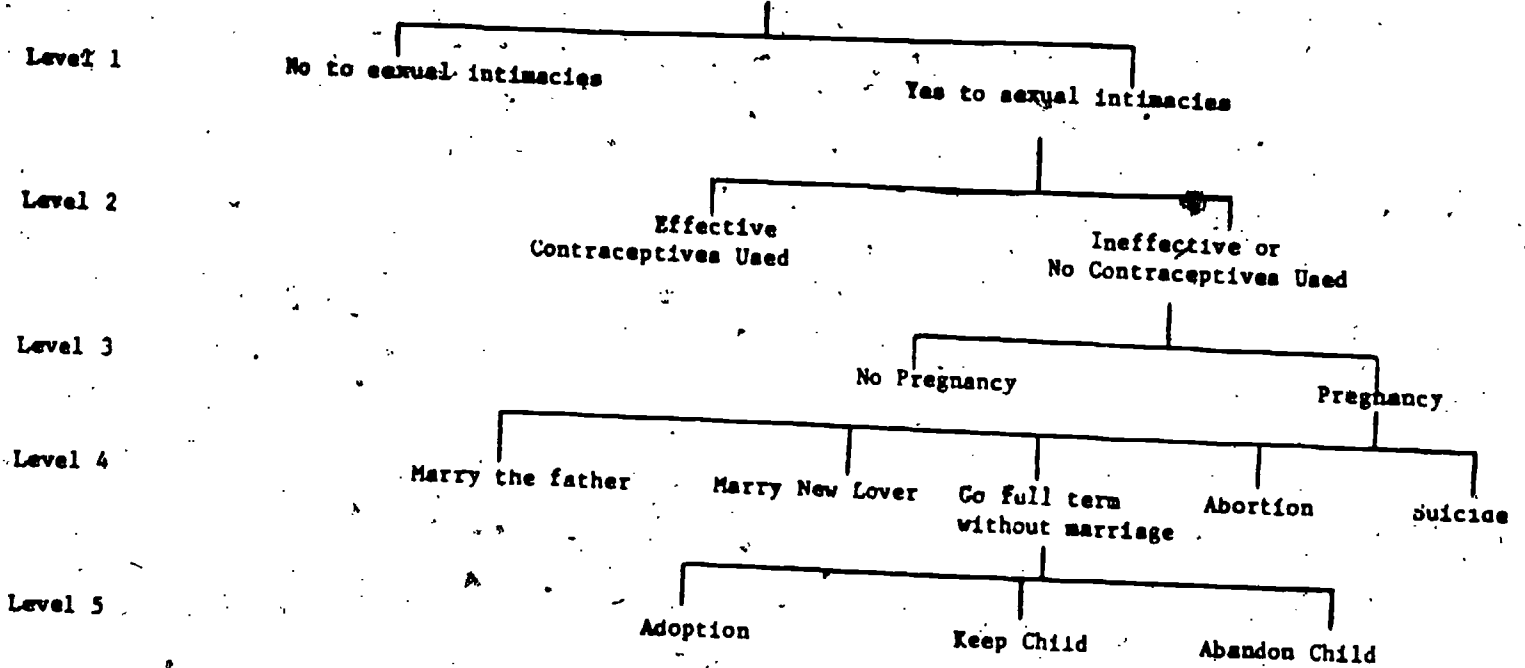 Level 1
No to sexual intimacies
Yes to sexual intimacies
Level 2
Effective
Contraceptives Used
Ineffective or
No Contraceptives Used
Level 3
No Pregnancy
Pregnancy
Level 4
Marry the father
Marry New Lover
Go full term
without marriage
Abortion
Suicide
Level 5
Adoption
Keep Child
Abandon Child